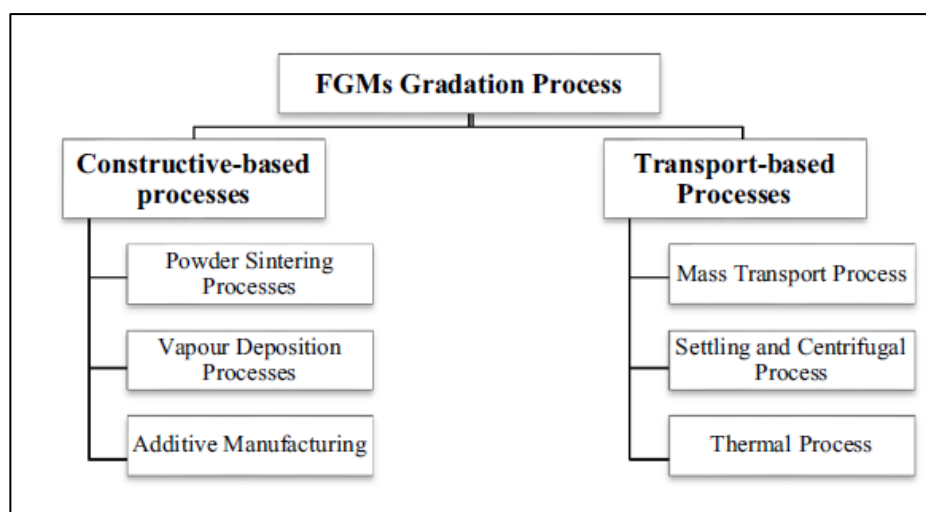 FGMs Gradation Process
Constructive-based
processes
Powder Sintering
Processes
Vapour Deposition
Processes
Additive Manufacturing
Transport-based
Processes
Mass Transport Process
Settling and Centrifugal
Process
Thermal Process